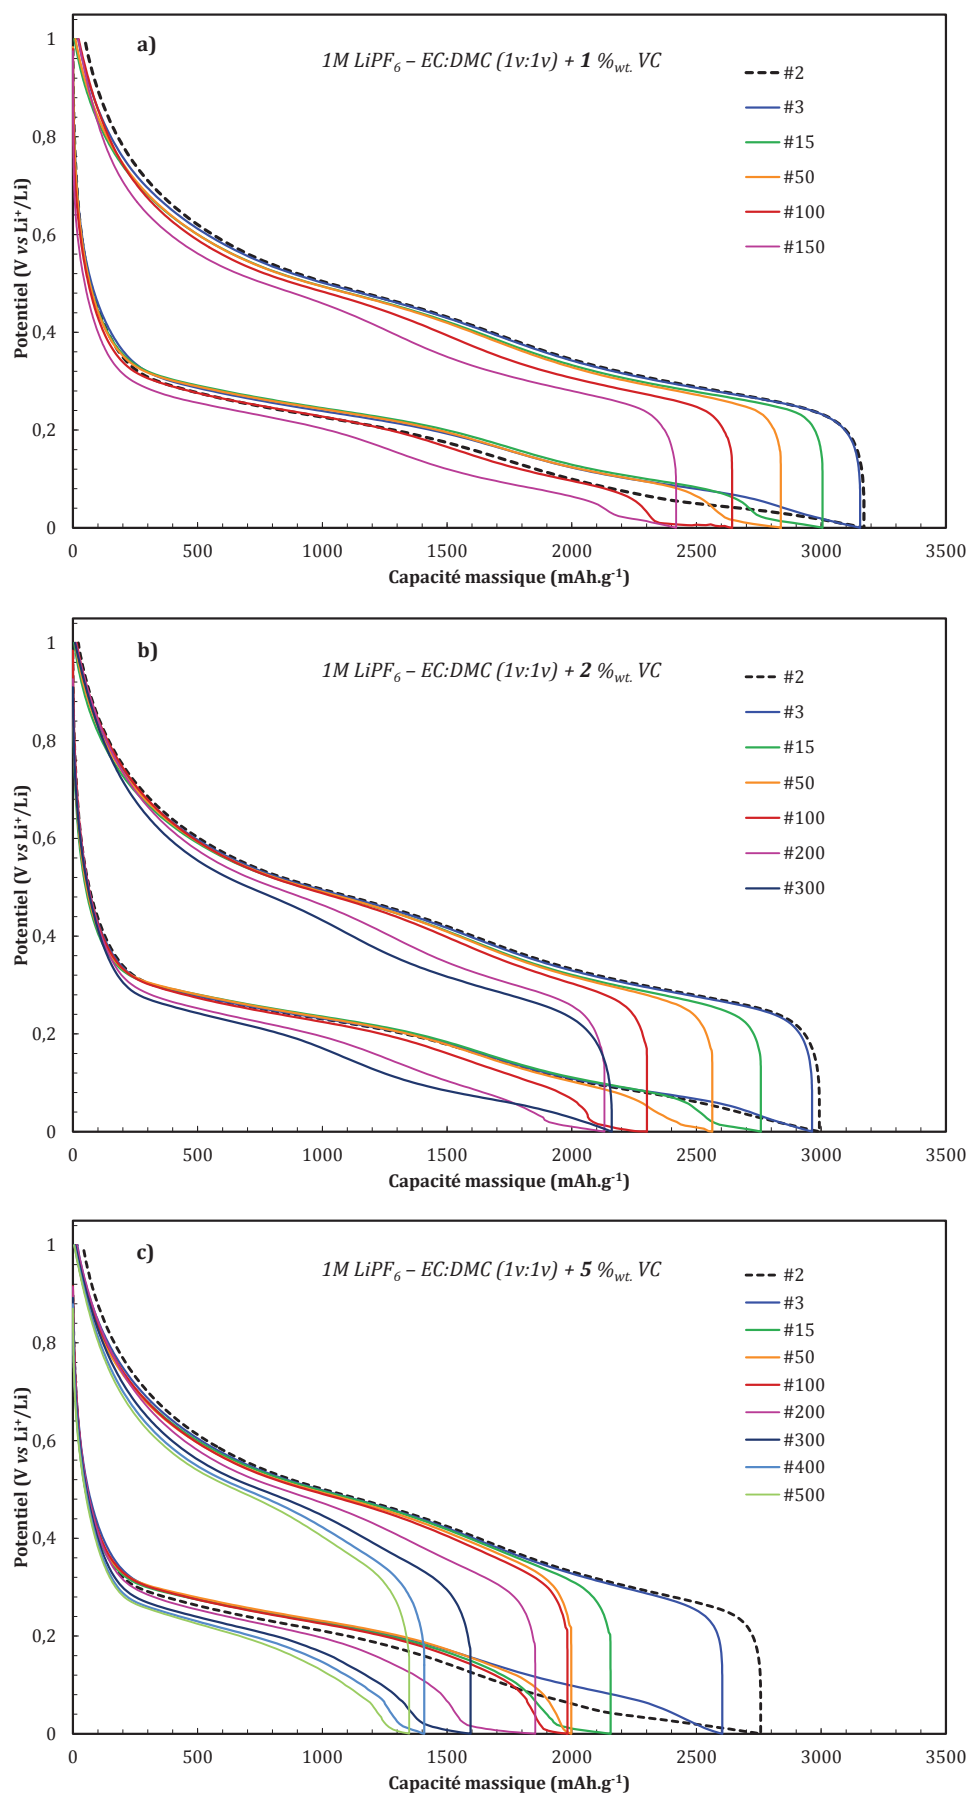 a)
1M LiPF6 – EC:DMC (1v:1v) + 1 %wt. VC
#2
#3
#15
#50
#100
#150
Potentiel (V vs Li+/Li)
1
0,8
0,6
0,4
0,2
0
0 500 1000 1500 2000 2500 3000 3500
Capacité massique (mAh.g-1)
b)
1M LiPF6 – EC:DMC (1v:1v) + 2 %wt. VC
#2
#3
#15
#50
#100
#200
#300
Potentiel (V vs Li+/Li)
1
0,8
0,6
0,4
0,2
0
0 500 1000 1500 2000 2500 3000 3500
Capacité massique (mAh.g-1)
c)
1M LiPF6 – EC:DMC (1v:1v) + 5 %wt. VC
#2
#3
#15
#50
#100
#200
#300
#400
#500
Potentiel (V vs Li+/Li)
1
0,8
0,6
0,4
0,2
0
0 500 1000 1500 2000 2500 3000 3500
Capacité massique (mAh.g-1)